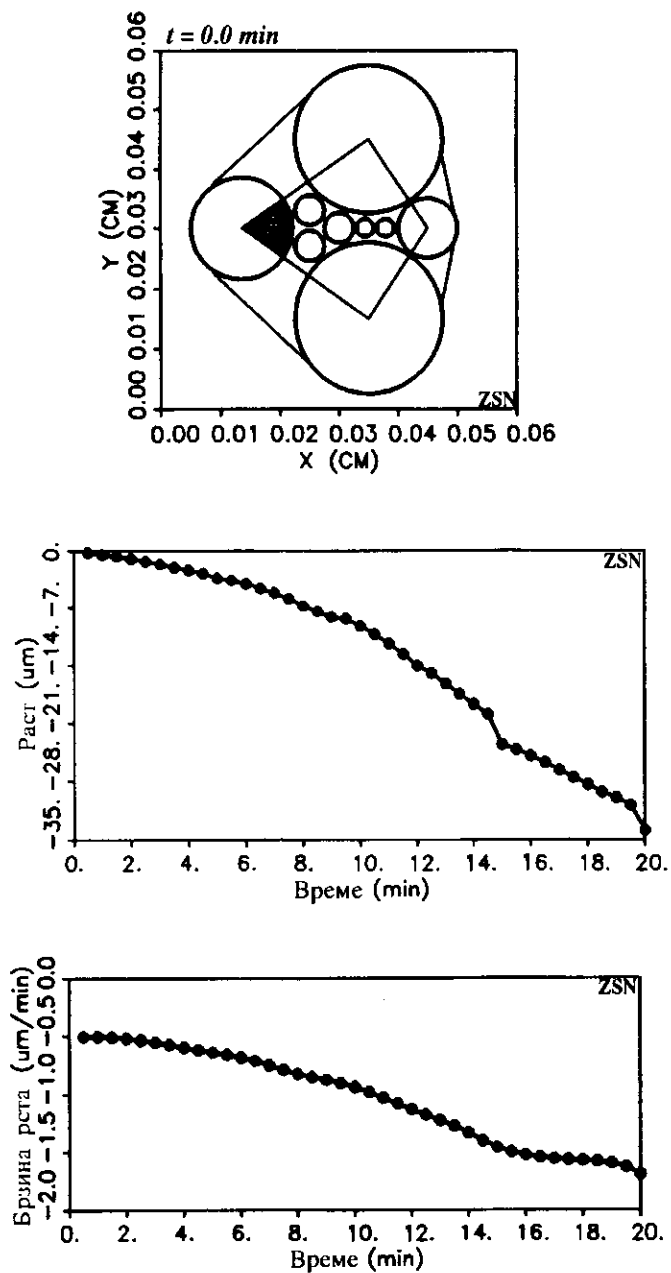 t = 0.0 min
Y (CM)
0.00 0.01 0.02 0.03 0.04 0.05 0.06
ZSN
0.00 0.01 0.02 0.03 0.04 0.05 0.06
X (CM)
ZSN
Раст (um)
0. -7. -14. -21. -28. -35.
0. 2. 4. 6. 8. 10. 12. 14. 16. 18. 20.
Време (min)
ZSN
Брзина рста (um/min)
0.0 -0.5 -1.0 -1.5 -2.0
0. 2. 4. 6. 8. 10. 12. 14. 16. 18. 20.
Време (min)